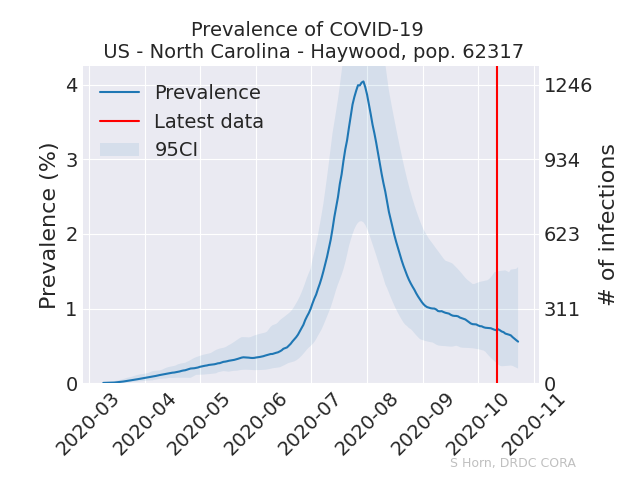 Prevalence of COVID-19
US - North Carolina - Haywood, pop. 62317
Prevalence
Latest data
95CI
Prevalence (%)
4
3
2
1
0
1246
934
623
311
0
# of infections
2020-03
2020-04
2020-05
2020-06
2020-07
2020-08
2020-09
2020-10
2020-11
S Horn, DRDC CORA